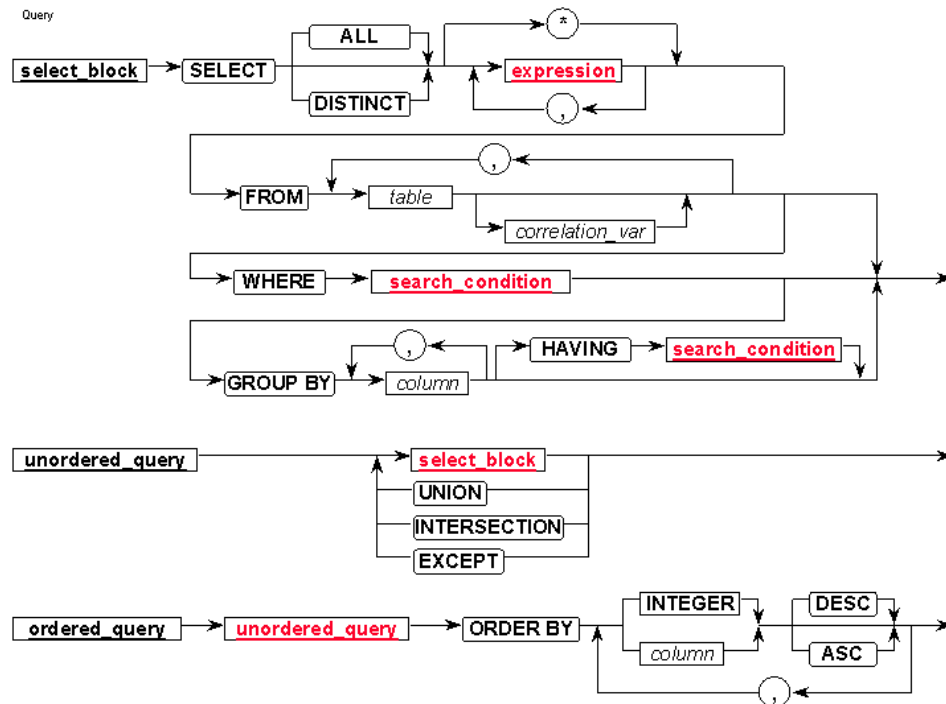 Query
ALL
*
select_block SELECT expression
DISTINCT ,
,
FROM table
correlation_var
WHERE search_condition
, HAVING search_condition
GROUP BY column
unordered_query select_block
UNION
INTERSECTION
EXCEPT
INTEGER DESC
ordered_query unordered_query ORDER BY
column ASC
,